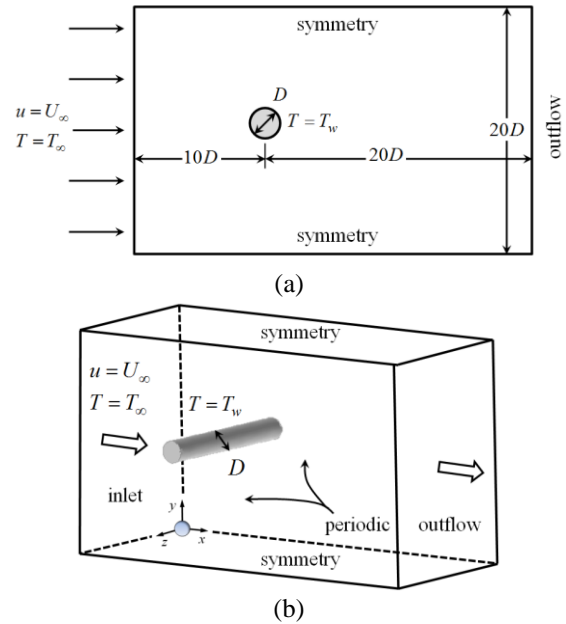 symmetry
D
u = U∞
T = T∞
T = Tw
20D
outflow
10D
20D
symmetry
(a)
symmetry
u = U∞
T = T∞
T = Tw
D
inlet
y
z
x
periodic
outflow
symmetry
(b)